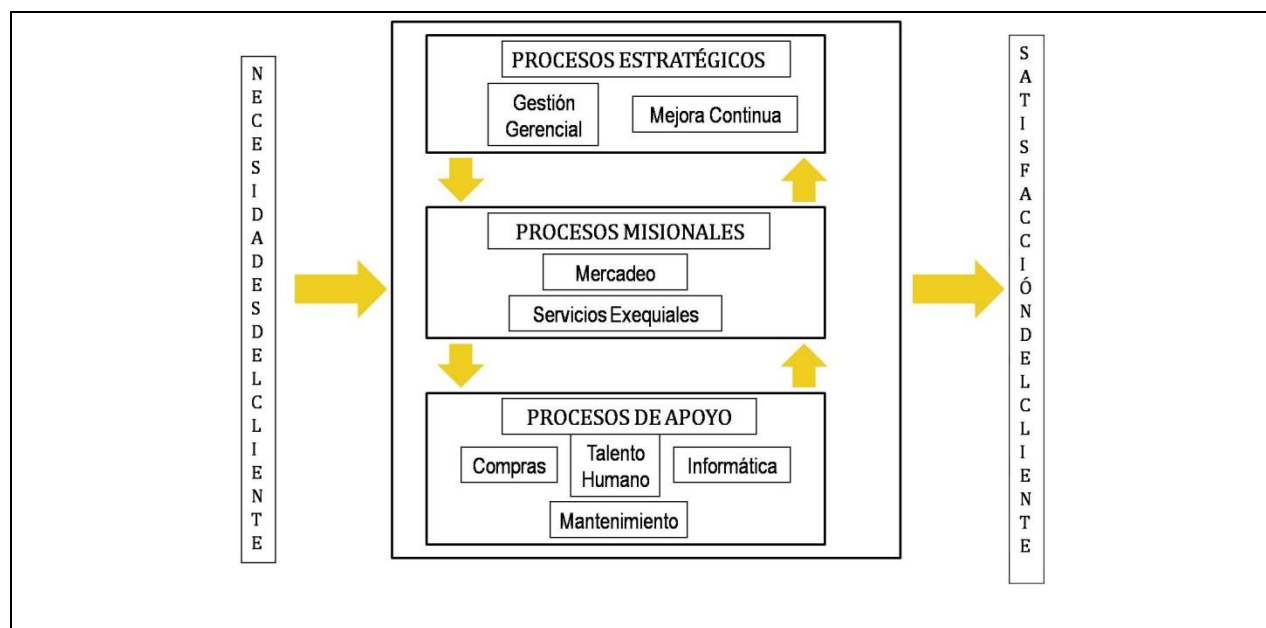 NECESIDADESDELCLIENTE
PROCESOS ESTRATÉGICOS
Gestión
Gerencial
Mejora Continua
PROCESOS MISIONALES
Mercadeo
Servicios Exequiales
PROCESOS DE APOYO
Compras
Talento
Humano
Informática
Mantenimiento
SATISFACCIÓNDELCLIENTE